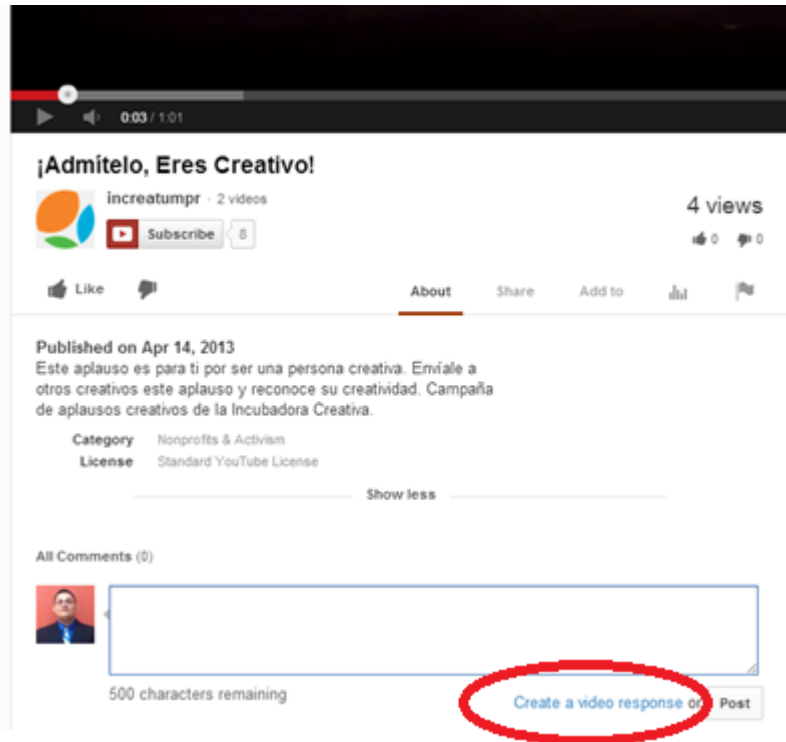 0:03 / 1:01
¡Admítelo, Eres Creativo!
increatumpr · 2 videos
4 views
Subscribe 8
0 0
Like
About Share Add to
Published on Apr 14, 2013
Este aplauso es para ti por ser una persona creativa. Envíale a
otros creativos este aplauso y reconoce su creatividad. Campaña
de aplausos creativos de la Incubadora Creativa.
Category Nonprofits & Activism
License Standard YouTube License
Show less
All Comments (0)
500 characters remaining
Create a video response or Post